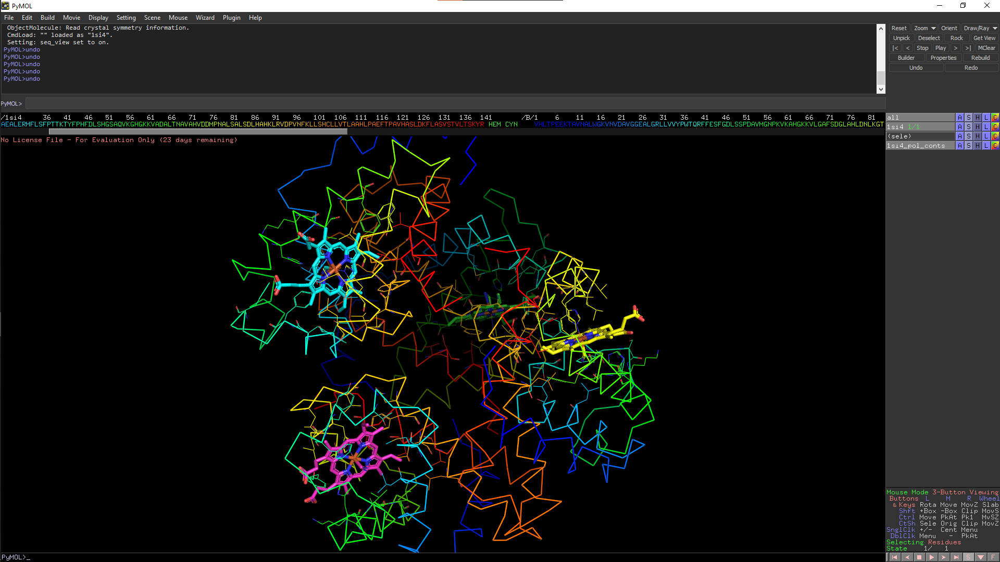 PyMOL
File Edit Build Movie Display Setting Scene Mouse Wizard Plugin Help
ObjectMolecule: Read crystal symmetry information.
CmdLoad: "" loaded as "1si4".
Setting: seq_view set to on.
PyMOL>undo
PyMOL>undo
PyMOL>undo
PyMOL>undo
PyMOL>undo
PyMOL>
Reset Zoom Orient Draw/Ray
Unpick Deselect Rock Get View
|< < Stop Play > >| MClear
Builder Properties Rebuild
Undo Redo
/1si4 36 41 46 51 56 61 66 71 76 81 86 91 96 101 106 111 116 121 126 131 136 141 /B/1 6 11 16 21 26 31 36 41 46 51 56 61 66 71 76 81
AEALERMFLSFPTTKTYFPHFDLSHGSAQVKGHGKKVADALTNAVAHVDDMPNALSALSDLHAHKLRVDPVNFKLLSHCLLVTLAAHLPAEFTPAVHASLDKFLASVSTVLTSKYR HEM CYN VHLTPEEKTAVNALWGKVNVDAVGGEALGRLLVVYPWTQRFFESFGDLSSPDAVMGNPKVKAHGKKVLGAFSDGLAHLDNLKGT
No License File - For Evaluation Only (23 days remaining)
all A S H L C
1si4 1/1 A S H L C
(sele) A S H L C
1si4_pol_conts A S H L C
Mouse Mode 3-Button Viewing
Buttons L M R Wheel
& Keys Rota Move MovZ Slab
Shft +Box -Box Clip MovS
Ctrl Move PkAt Pk1 MvSZ
CtSh Sele Orig Clip MovZ
SnglClk +/- Cent Menu
DblClk Menu - PkAt
Selecting Residues
State 1/ 1
PyMOL>_
S F